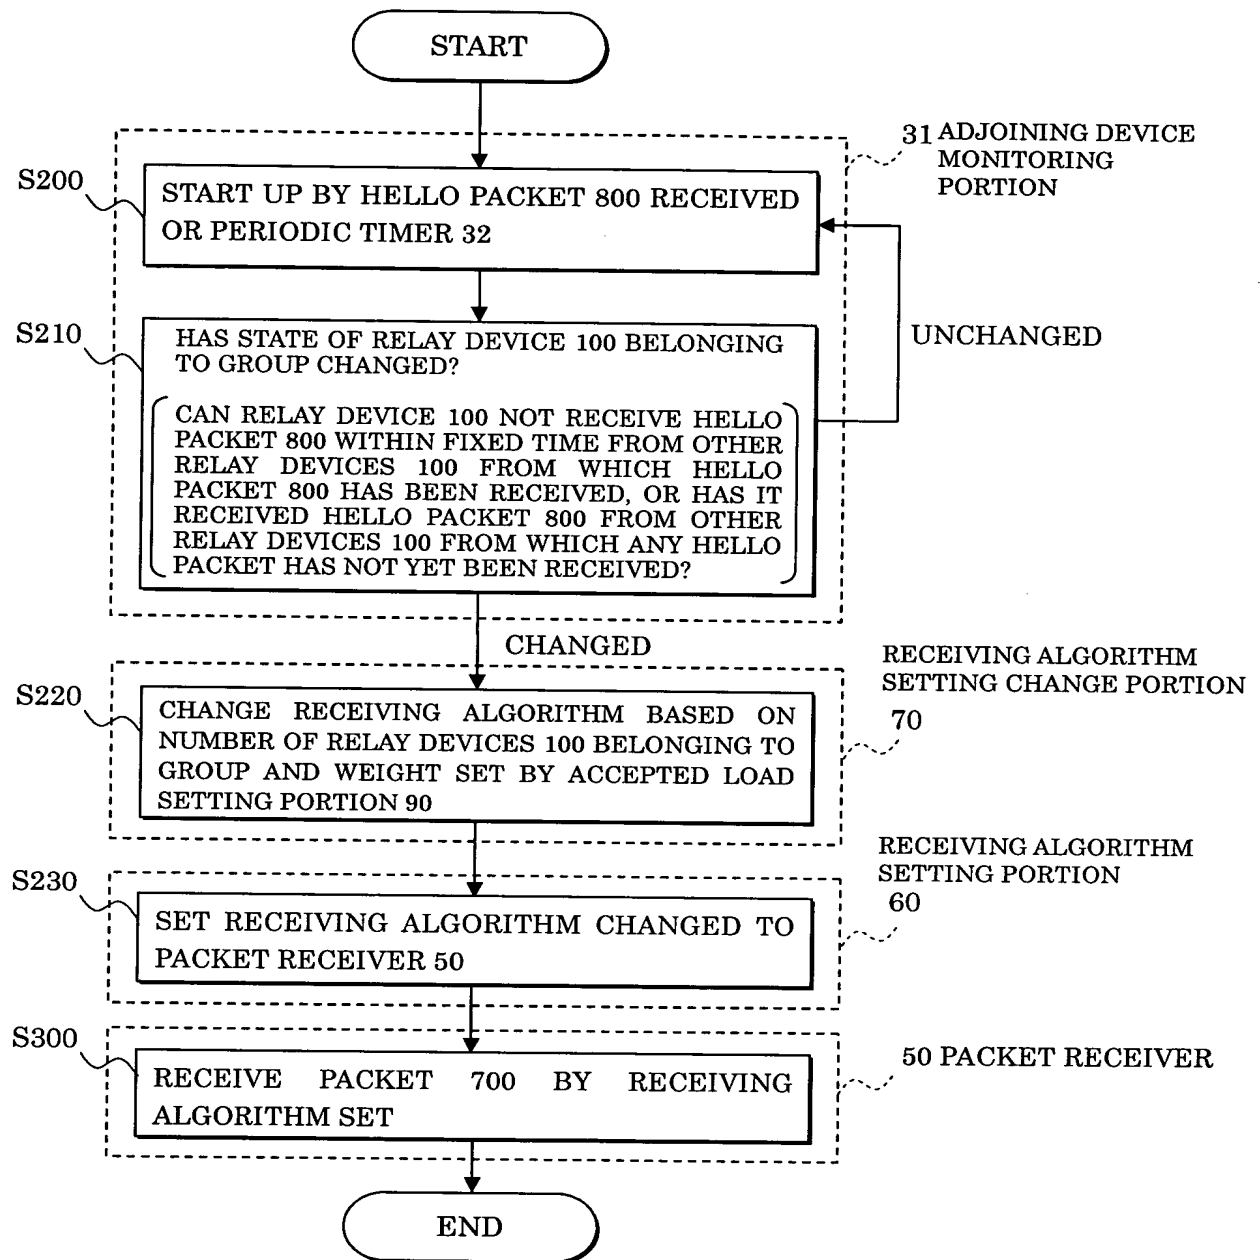 START
31 ADJOINING DEVICE
MONITORING
PORTION
S200
START UP BY HELLO PACKET 800 RECEIVED
OR PERIODIC TIMER 32
S210
HAS STATE OF RELAY DEVICE 100 BELONGING
TO GROUP CHANGED?
CAN RELAY DEVICE 100 NOT RECEIVE HELLO
PACKET 800 WITHIN FIXED TIME FROM OTHER
RELAY DEVICES 100 FROM WHICH HELLO
PACKET 800 HAS BEEN RECEIVED, OR HAS IT
RECEIVED HELLO PACKET 800 FROM OTHER
RELAY DEVICES 100 FROM WHICH ANY HELLO
PACKET HAS NOT YET BEEN RECEIVED?
UNCHANGED
CHANGED
RECEIVING ALGORITHM
SETTING CHANGE PORTION
70
S220
CHANGE RECEIVING ALGORITHM BASED ON
NUMBER OF RELAY DEVICES 100 BELONGING TO
GROUP AND WEIGHT SET BY ACCEPTED LOAD
SETTING PORTION 90
RECEIVING ALGORITHM
SETTING PORTION
60
S230
SET RECEIVING ALGORITHM CHANGED TO
PACKET RECEIVER 50
S300
50 PACKET RECEIVER
RECEIVE PACKET 700 BY RECEIVING
ALGORITHM SET
END